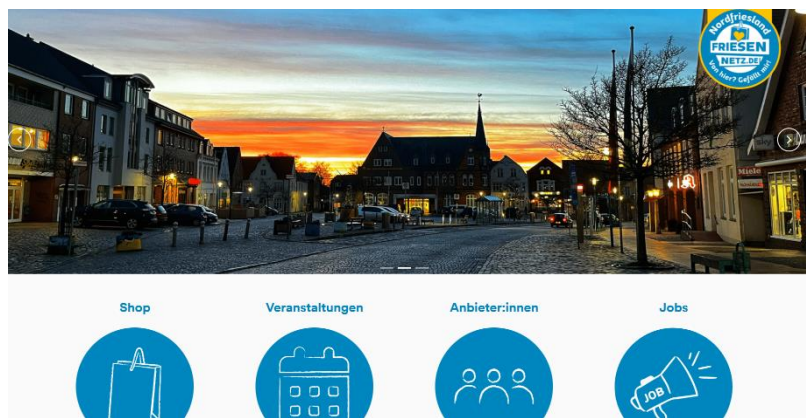 Nordfriesland
FRIESEN
NETZ.DE!
Von hier? Gefällt mir!
Miele
Shop
Veranstaltungen
Anbieter:innen
Jobs
JOB